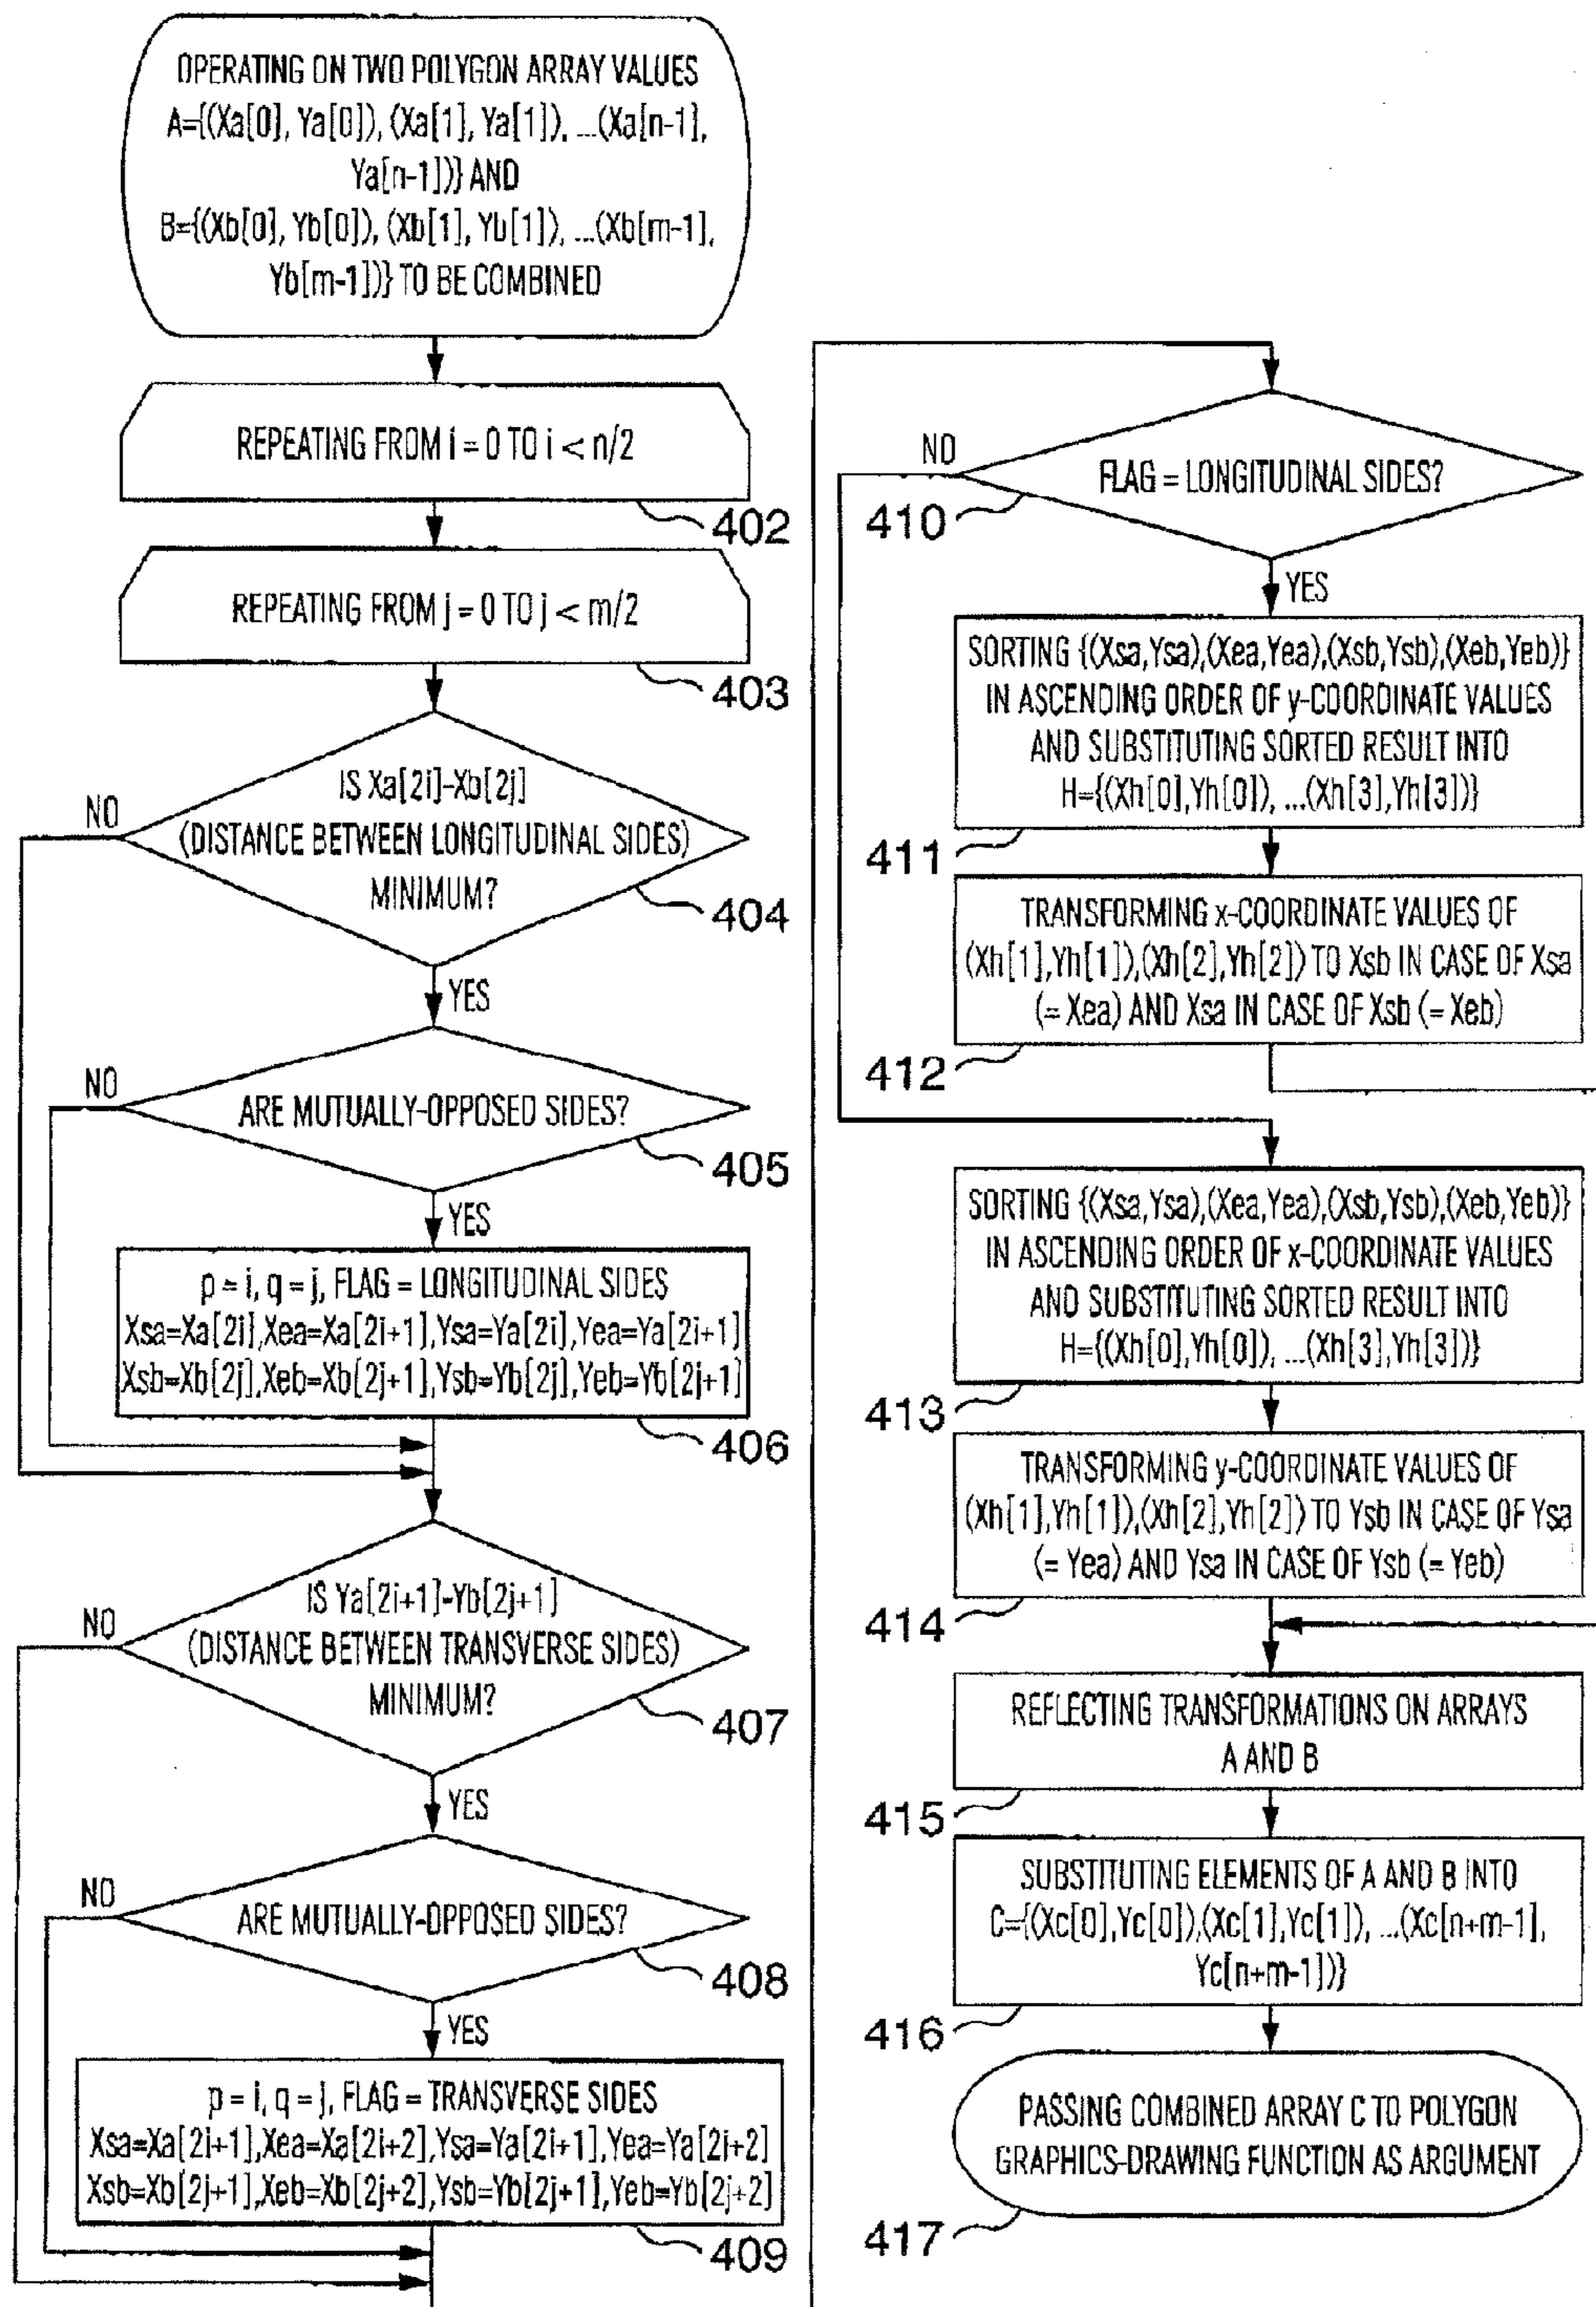 OPERATING ON TWO POLYGON ARRAY VALUES
A={(Xa[0], Ya[0]), (Xa[1], Ya[1]), ...(Xa[n-1],
Ya[n-1])} AND
B={(Xb[0], Yb[0]), (Xb[1], Yb[1]), ...(Xb[m-1],
Yb[m-1])} TO BE COMBINED
REPEATING FROM i = 0 TO i < n/2
402
REPEATING FROM j = 0 TO j < m/2
403
IS Xa[2i]-Xb[2j]
(DISTANCE BETWEEN LONGITUDINAL SIDES)
MINIMUM?
NO
404
YES
ARE MUTUALLY-OPPOSED SIDES?
NO
405
YES
p = i, q = j, FLAG = LONGITUDINAL SIDES
Xsa=Xa[2i],Xea=Xa[2i+1],Ysa=Ya[2i],Yea=Ya[2i+1]
Xsb=Xb[2j],Xeb=Xb[2j+1],Ysb=Yb[2j],Yeb=Yb[2j+1]
406
IS Ya[2i+1]-Yb[2j+1]
(DISTANCE BETWEEN TRANSVERSE SIDES)
MINIMUM?
NO
407
YES
ARE MUTUALLY-OPPOSED SIDES?
NO
408
YES
p = i, q = j, FLAG = TRANSVERSE SIDES
Xsa=Xa[2i+1],Xea=Xa[2i+2],Ysa=Ya[2i+1],Yea=Ya[2i+2]
Xsb=Xb[2j+1],Xeb=Xb[2j+2],Ysb=Yb[2j+1],Yeb=Yb[2j+2]
409
FLAG = LONGITUDINAL SIDES?
NO
410
YES
SORTING {(Xsa,Ysa),(Xea,Yea),(Xsb,Ysb),(Xeb,Yeb)}
IN ASCENDING ORDER OF y-COORDINATE VALUES
AND SUBSTITUTING SORTED RESULT INTO
H={(Xh[0],Yh[0]), ...(Xh[3],Yh[3])}
411
TRANSFORMING x-COORDINATE VALUES OF
(Xh[1],Yh[1]),(Xh[2],Yh[2]) TO Xsb IN CASE OF Xsa
(= Xea) AND Xsa IN CASE OF Xsb (= Xeb)
412
SORTING {(Xsa,Ysa),(Xea,Yea),(Xsb,Ysb),(Xeb,Yeb)}
IN ASCENDING ORDER OF x-COORDINATE VALUES
AND SUBSTITUTING SORTED RESULT INTO
H={(Xh[0],Yh[0]), ...(Xh[3],Yh[3])}
413
TRANSFORMING y-COORDINATE VALUES OF
(Xh[1],Yh[1]),(Xh[2],Yh[2]) TO Ysb IN CASE OF Ysa
(= Yea) AND Ysa IN CASE OF Ysb (= Yeb)
414
REFLECTING TRANSFORMATIONS ON ARRAYS
A AND B
415
SUBSTITUTING ELEMENTS OF A AND B INTO
C={(Xc[0],Yc[0]),(Xc[1],Yc[1]), ...(Xc[n+m-1],
Yc[n+m-1])}
416
PASSING COMBINED ARRAY C TO POLYGON
GRAPHICS-DRAWING FUNCTION AS ARGUMENT
417